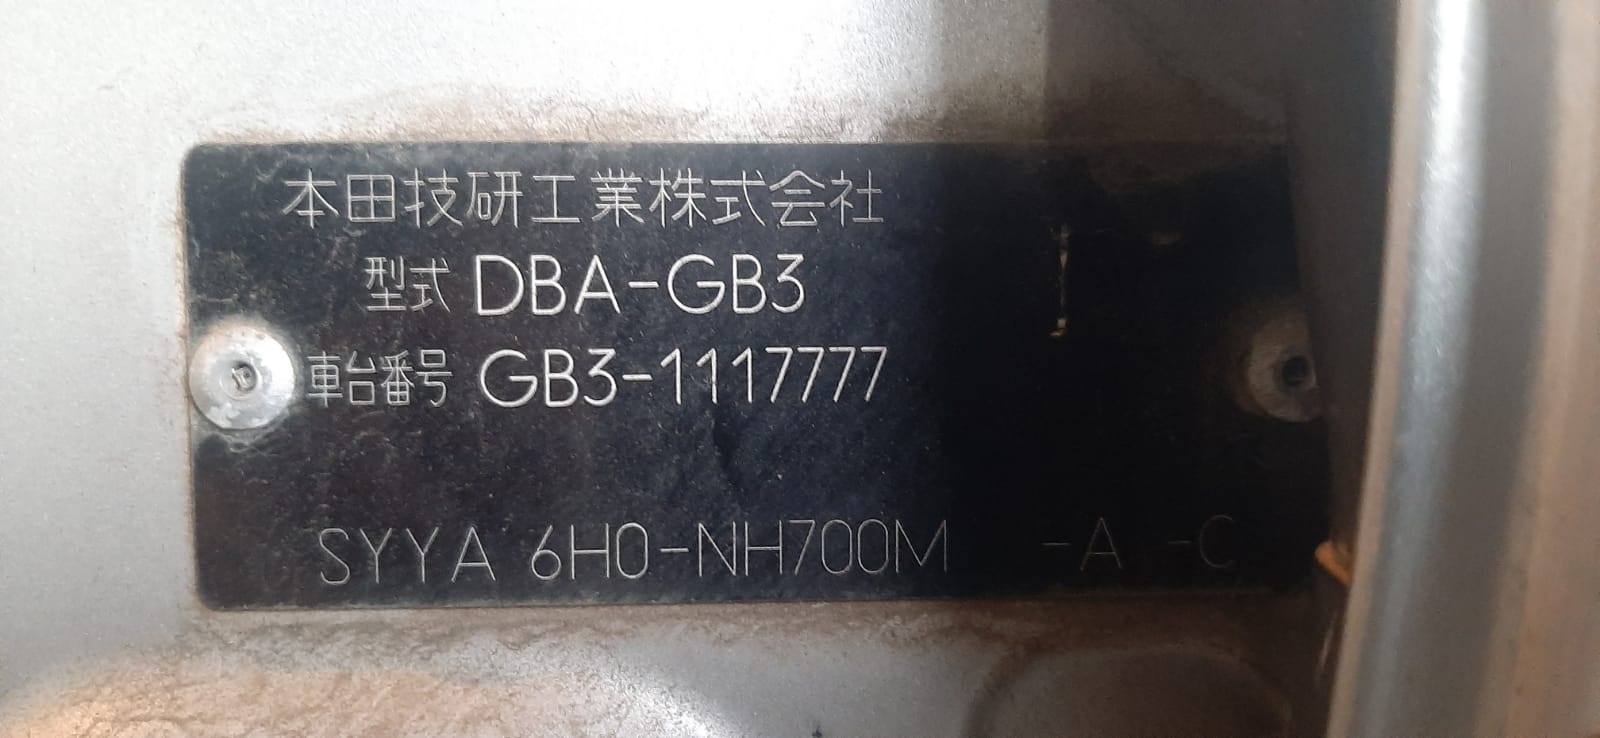 本田技研工業株式会社
型式 DBA-GB3
車台番号 GB3-1117777
SYYA 6H0-NH700M -A -C